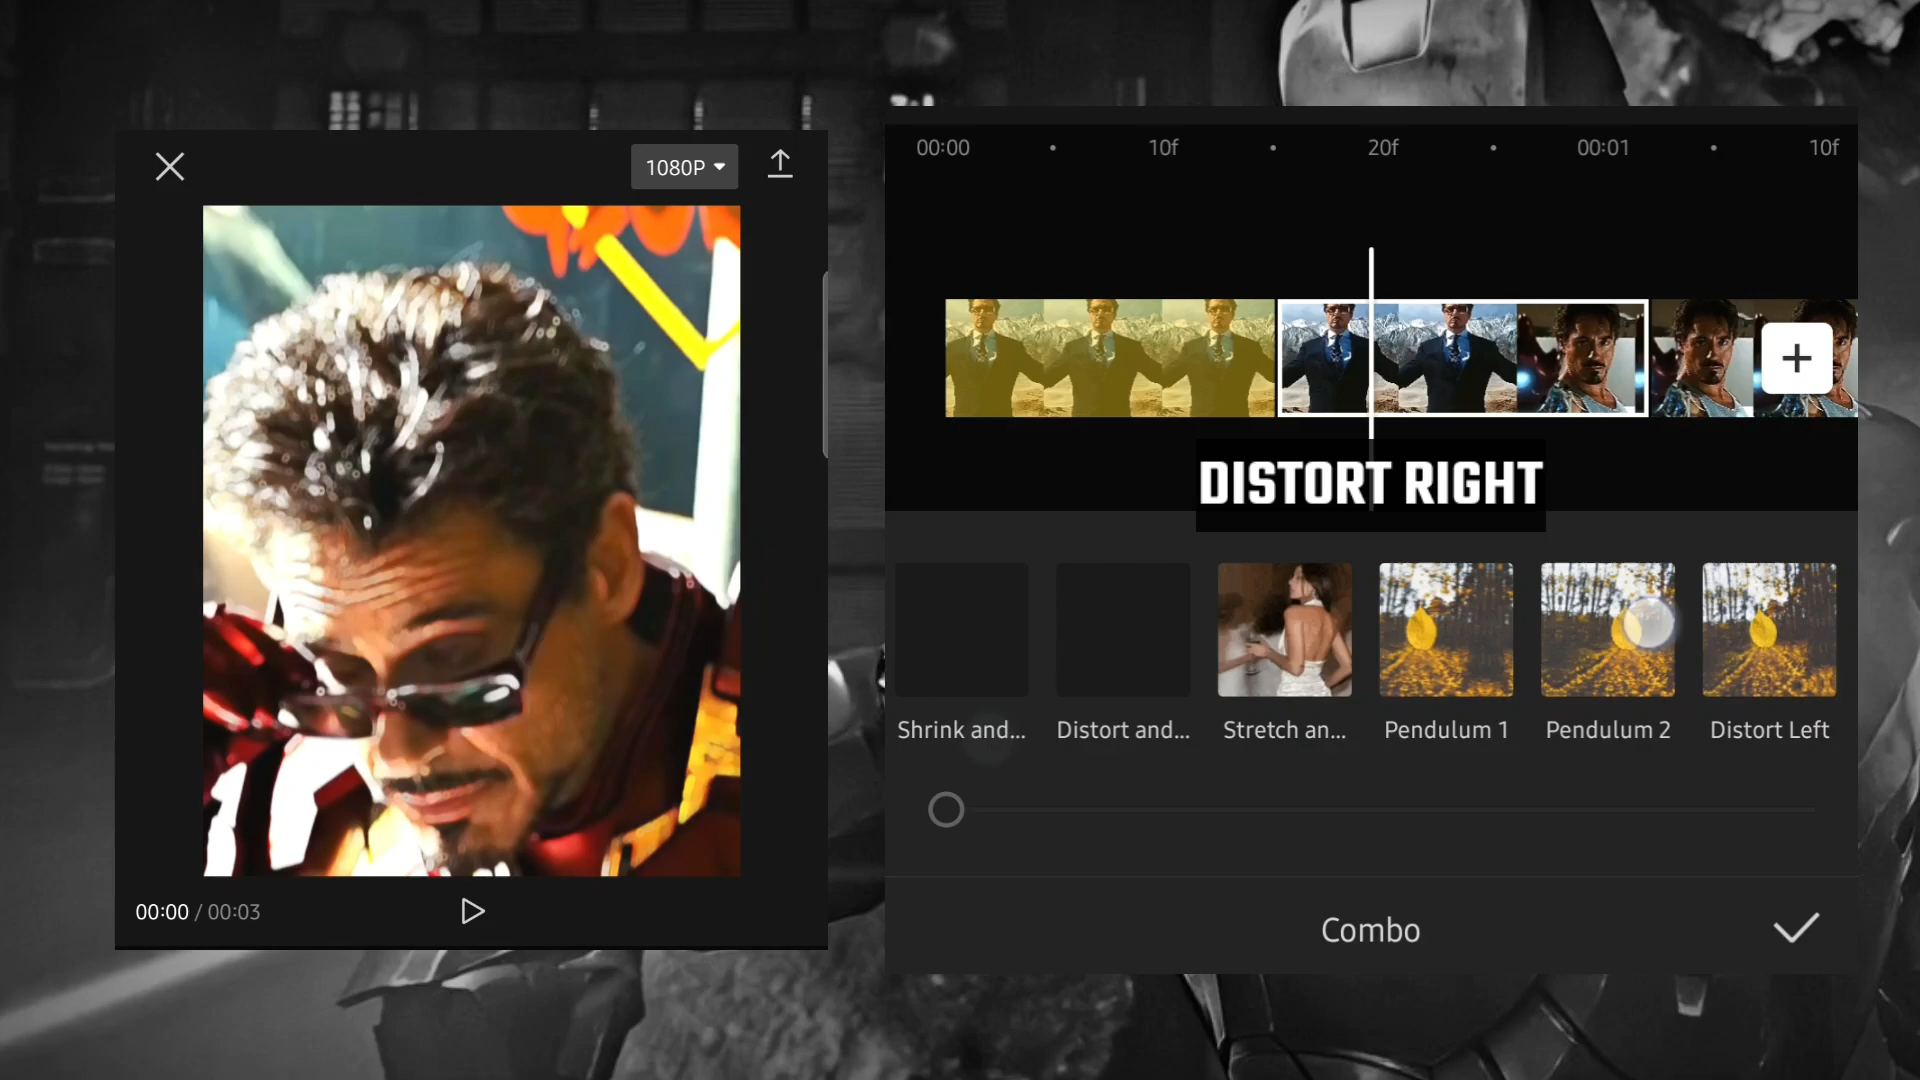 1080P
00:00 / 00:03
00:00 10f 20f 00:01 10f
DISTORT RIGHT
Shrink and... Distort and... Stretch an... Pendulum 1 Pendulum 2 Distort Left
Combo